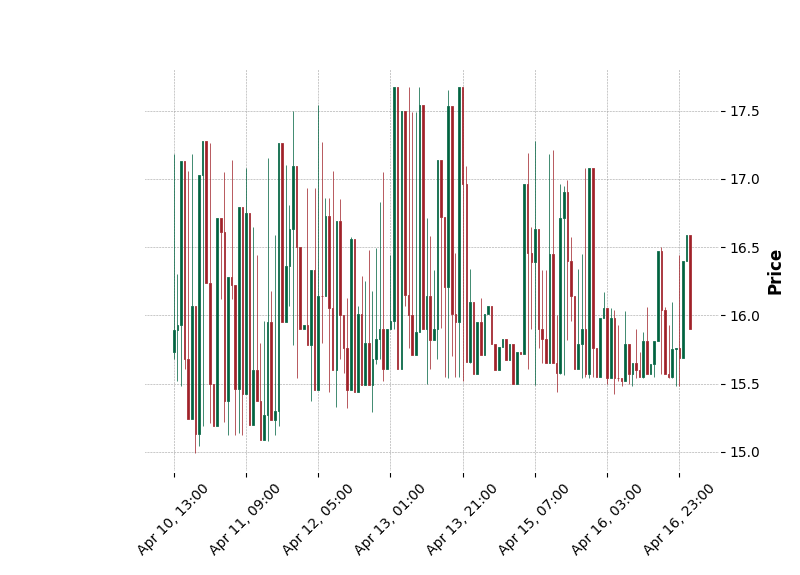 17.5
17.0
16.5
16.0
15.5
15.0
Price
Apr 10, 13:00
Apr 11, 09:00
Apr 12, 05:00
Apr 13, 01:00
Apr 13, 21:00
Apr 15, 07:00
Apr 16, 03:00
Apr 16, 23:00